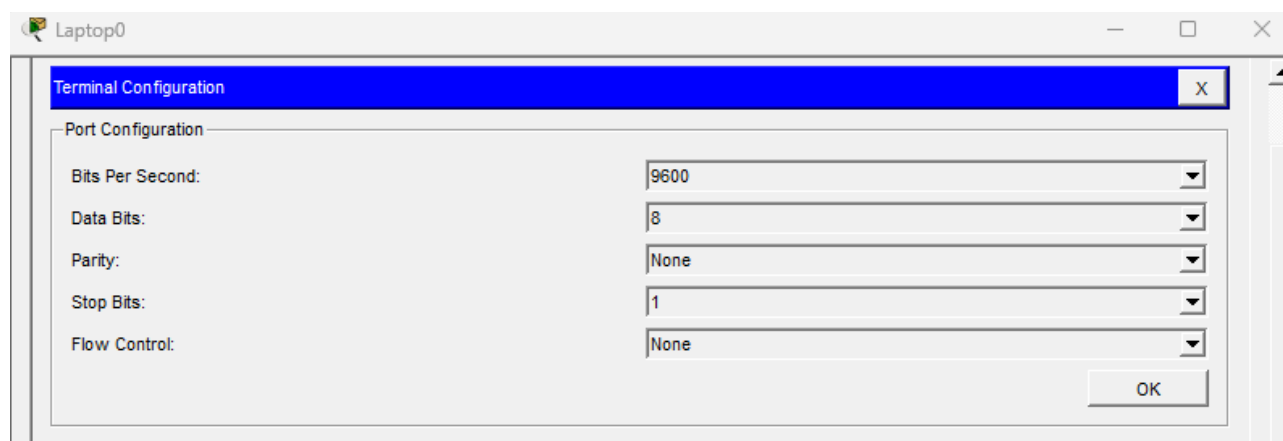 Laptop0
Terminal Configuration X
Port Configuration
Bits Per Second: 9600
Data Bits: 8
Parity: None
Stop Bits: 1
Flow Control: None
OK